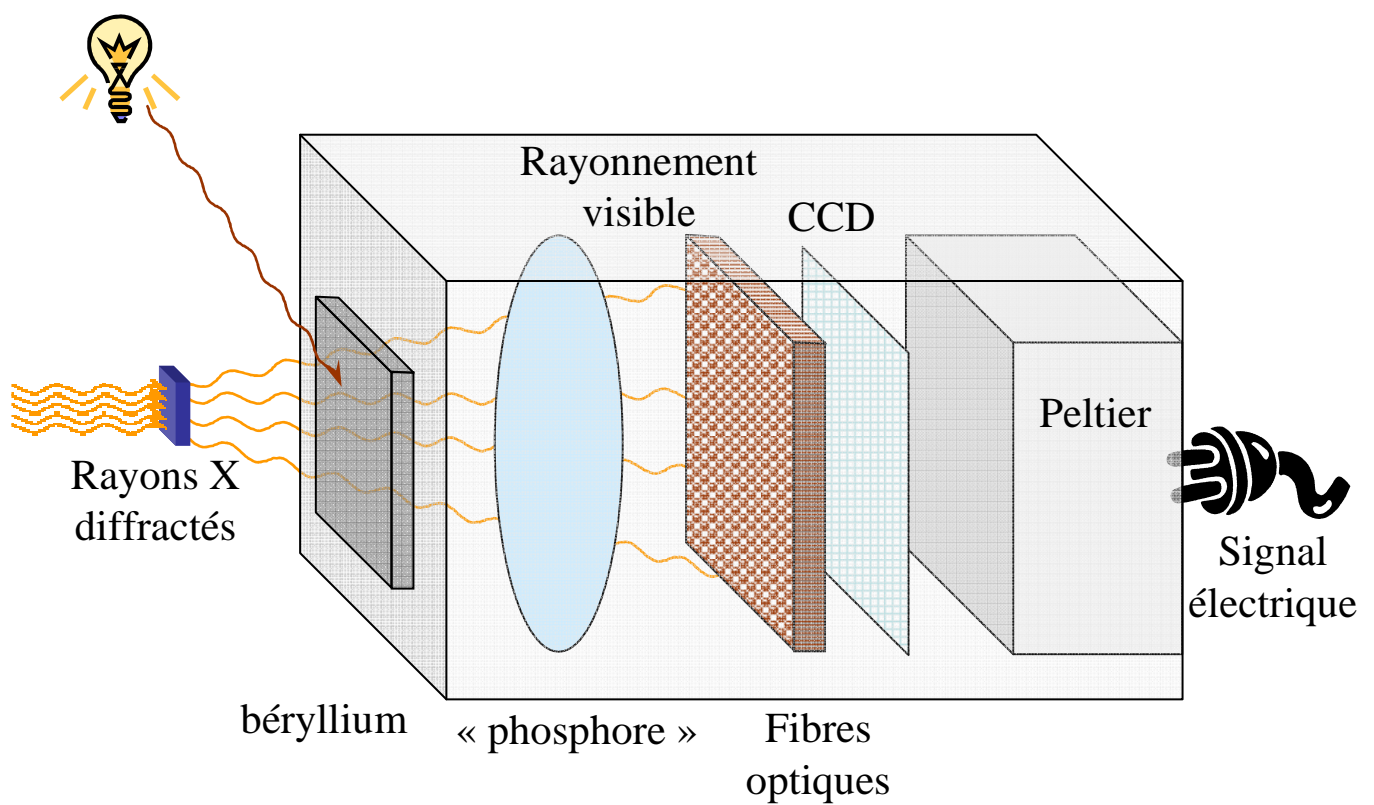 Rayonnement
visible
CCD
Peltier
Rayons X
diffractés
Signal
électrique
béryllium
« phosphore »
Fibres
optiques